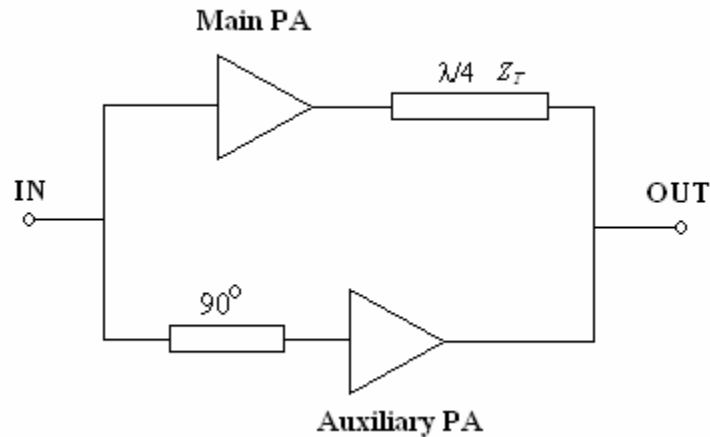 Main PA
λ/4 Z_T
IN
OUT
90°
Auxiliary PA